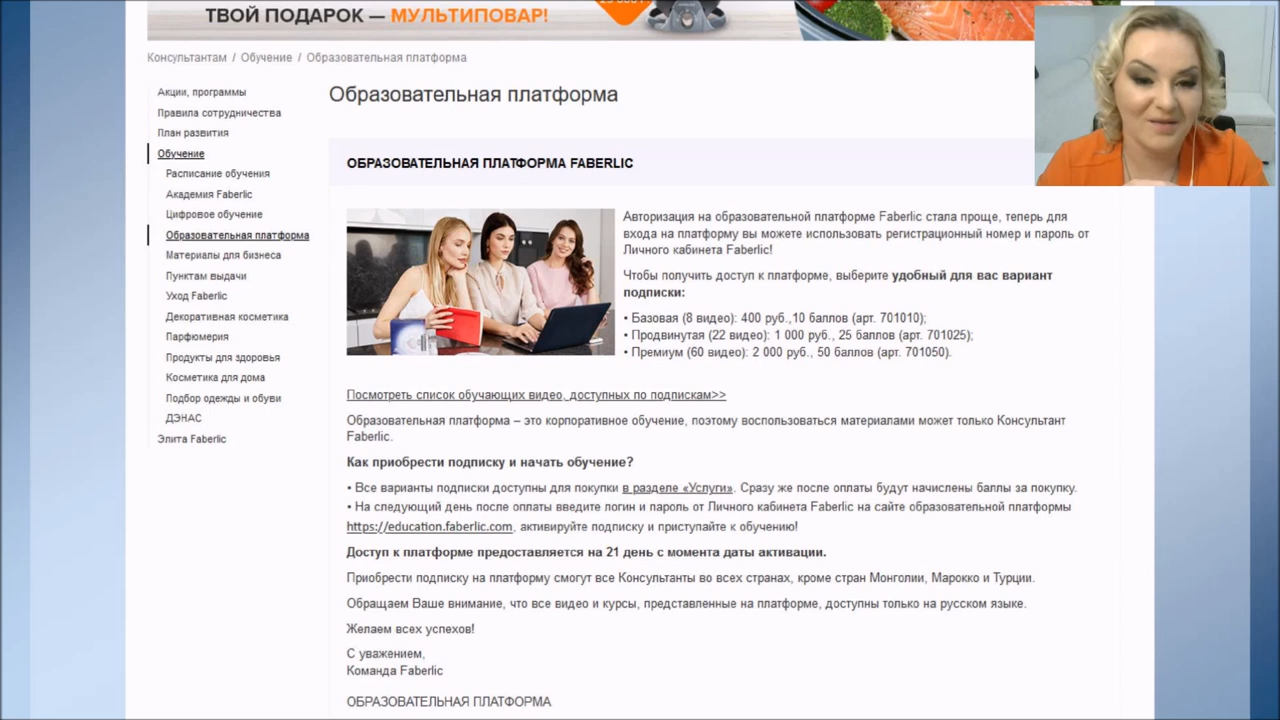 ТВОЙ ПОДАРОК — МУЛЬТИПОВАР!
Консультантам / Обучение / Образовательная платформа
Акции, программы
Правила сотрудничества
План развития
Обучение
Расписание обучения
Академия Faberlic
Цифровое обучение
Образовательная платформа
Материалы для бизнеса
Пунктам выдачи
Уход Faberlic
Декоративная косметика
Парфюмерия
Продукты для здоровья
Косметика для дома
Подбор одежды и обуви
ДЭНАС
Элита Faberlic
Образовательная платформа
ОБРАЗОВАТЕЛЬНАЯ ПЛАТФОРМА FABERLIC
Авторизация на образовательной платформе Faberlic стала проще, теперь для
входа на платформу вы можете использовать регистрационный номер и пароль от
Личного кабинета Faberlic!
Чтобы получить доступ к платформе, выберите удобный для вас вариант
подписки:
• Базовая (8 видео): 400 руб.,10 баллов (арт. 701010);
• Продвинутая (22 видео): 1 000 руб., 25 баллов (арт. 701025);
• Премиум (60 видео): 2 000 руб., 50 баллов (арт. 701050).
Посмотреть список обучающих видео, доступных по подпискам>>
Образовательная платформа – это корпоративное обучение, поэтому воспользоваться материалами может только Консультант
Faberlic.
Как приобрести подписку и начать обучение?
• Все варианты подписки доступны для покупки в разделе «Услуги». Сразу же после оплаты будут начислены баллы за покупку.
• На следующий день после оплаты введите логин и пароль от Личного кабинета Faberlic на сайте образовательной платформы
https://education.faberlic.com, активируйте подписку и приступайте к обучению!
Доступ к платформе предоставляется на 21 день с момента даты активации.
Приобрести подписку на платформу смогут все Консультанты во всех странах, кроме стран Монголии, Марокко и Турции.
Обращаем Ваше внимание, что все видео и курсы, представленные на платформе, доступны только на русском языке.
Желаем всех успехов!
С уважением,
Команда Faberlic
ОБРАЗОВАТЕЛЬНАЯ ПЛАТФОРМА